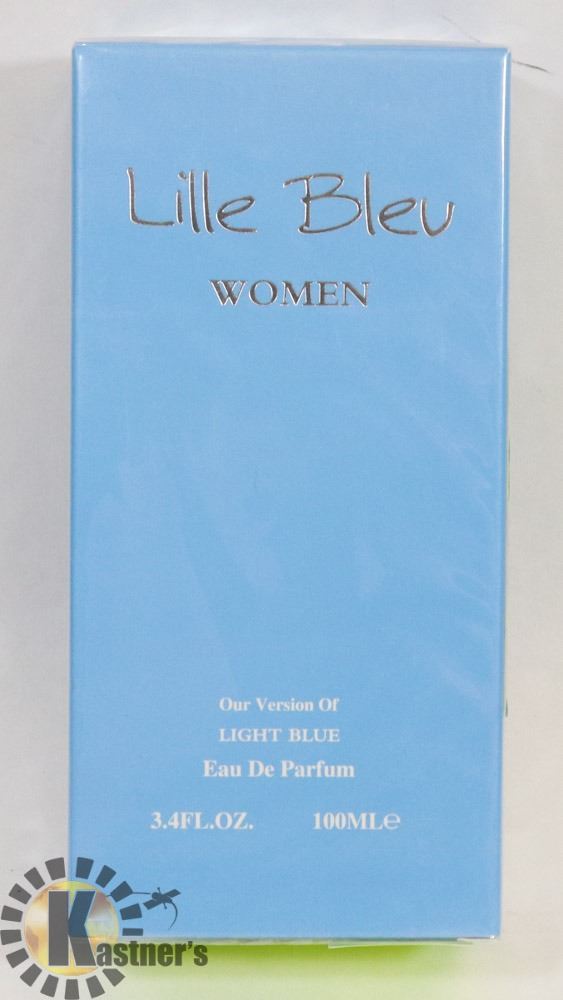 Lille Bleu
WOMEN
Our Version Of
LIGHT BLUE
Eau De Parfum
3.4FL.OZ. 100ML℮
Kastner's